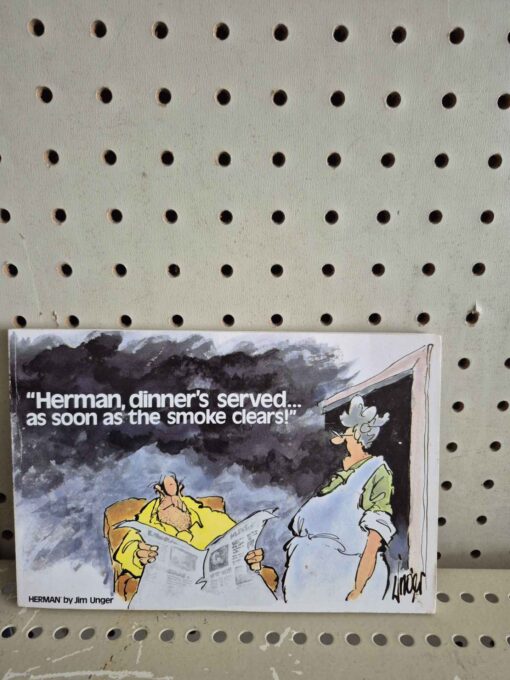 “Herman, dinner’s served...
as soon as the smoke clears!”
HERMAN by Jim Unger
Unger